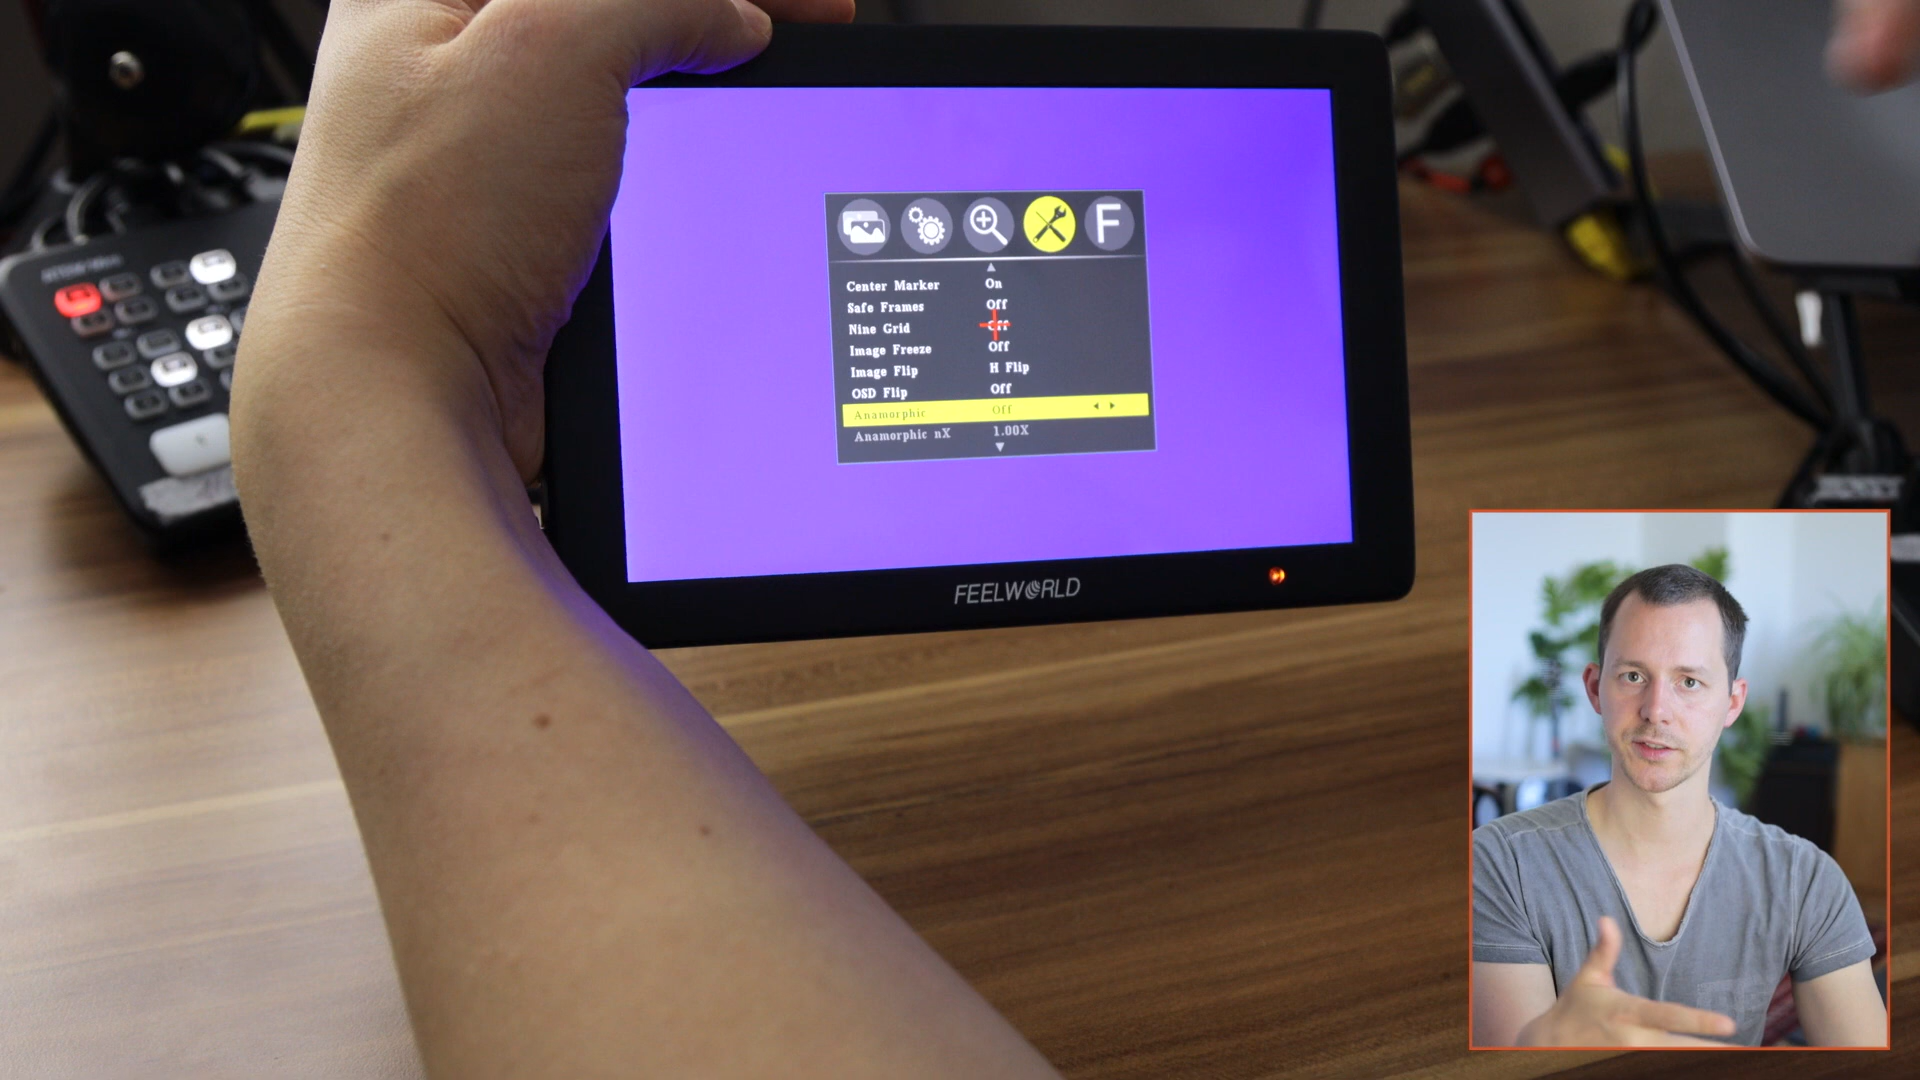 F
Center Marker On
Safe Frames Off
Nine Grid Off
Image Freeze Off
Image Flip H Flip
OSD Flip Off
Anamorphic Off
Anamorphic nX 1.00X
FEELWORLD